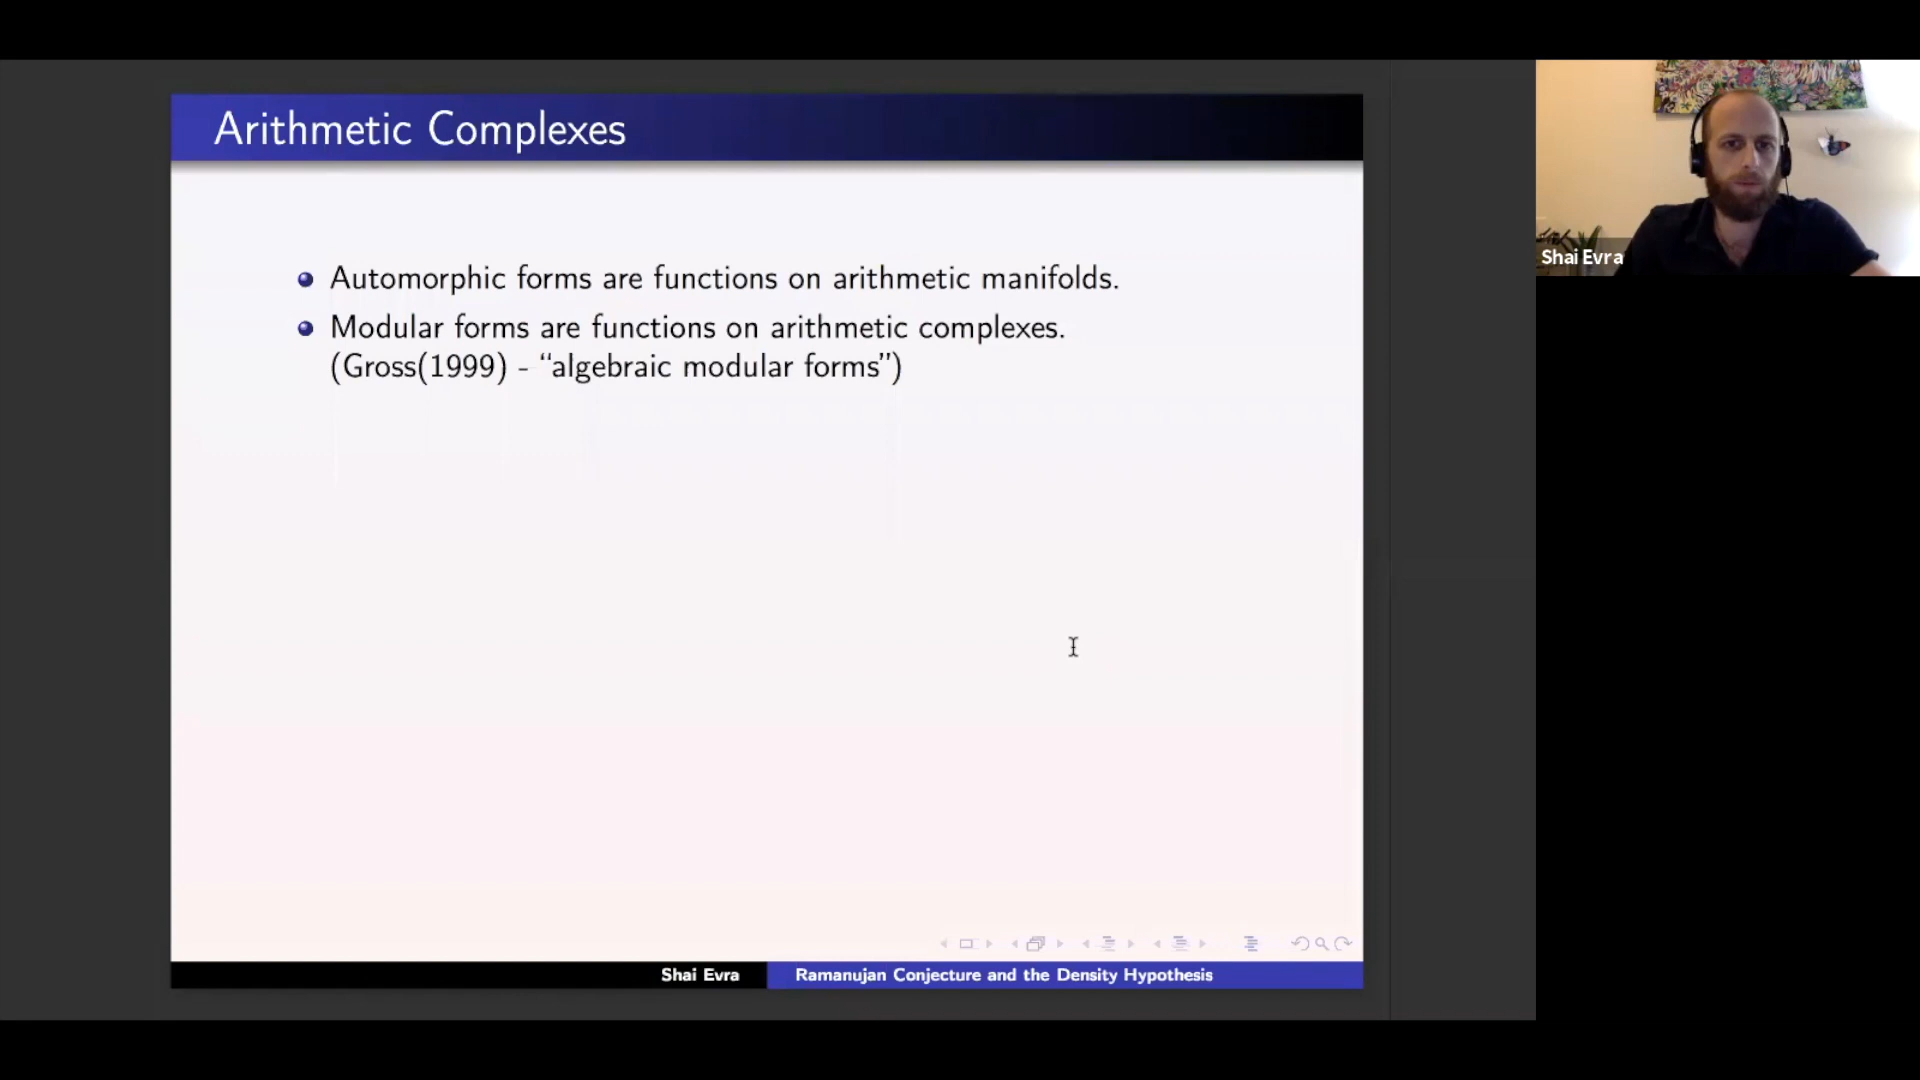 Arithmetic Complexes
Automorphic forms are functions on arithmetic manifolds.
Modular forms are functions on arithmetic complexes.
(Gross(1999) - “algebraic modular forms”)
Shai Evra
Ramanujan Conjecture and the Density Hypothesis
Shai Evra